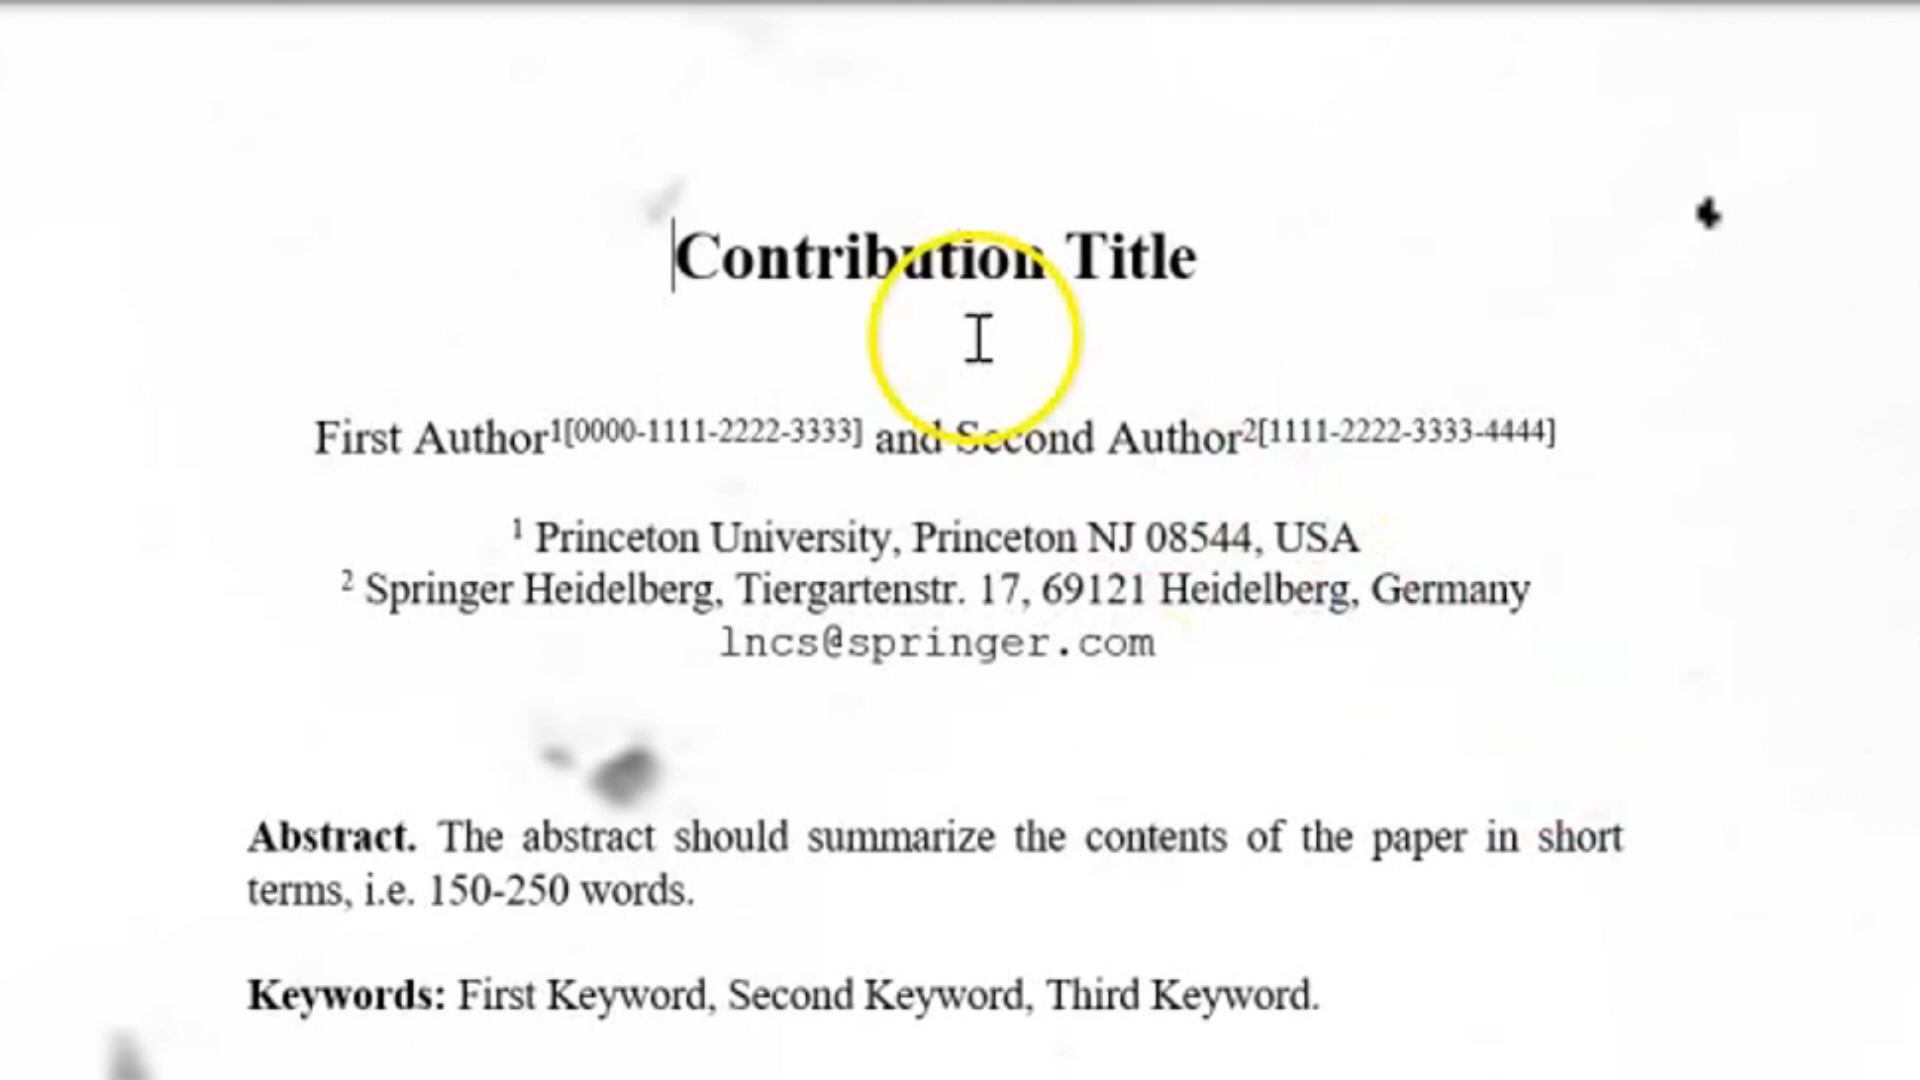 Contribution Title
First Author1[0000-1111-2222-3333] and Second Author2[1111-2222-3333-4444]
1 Princeton University, Princeton NJ 08544, USA
2 Springer Heidelberg, Tiergartenstr. 17, 69121 Heidelberg, Germany
lncs@springer.com
Abstract. The abstract should summarize the contents of the paper in short
terms, i.e. 150-250 words.
Keywords: First Keyword, Second Keyword, Third Keyword.